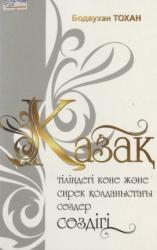 Бодаухан ТОХАН
Қазақ
тіліндегі көне және
сирек қолданыстағы
сөздер
сөздігі